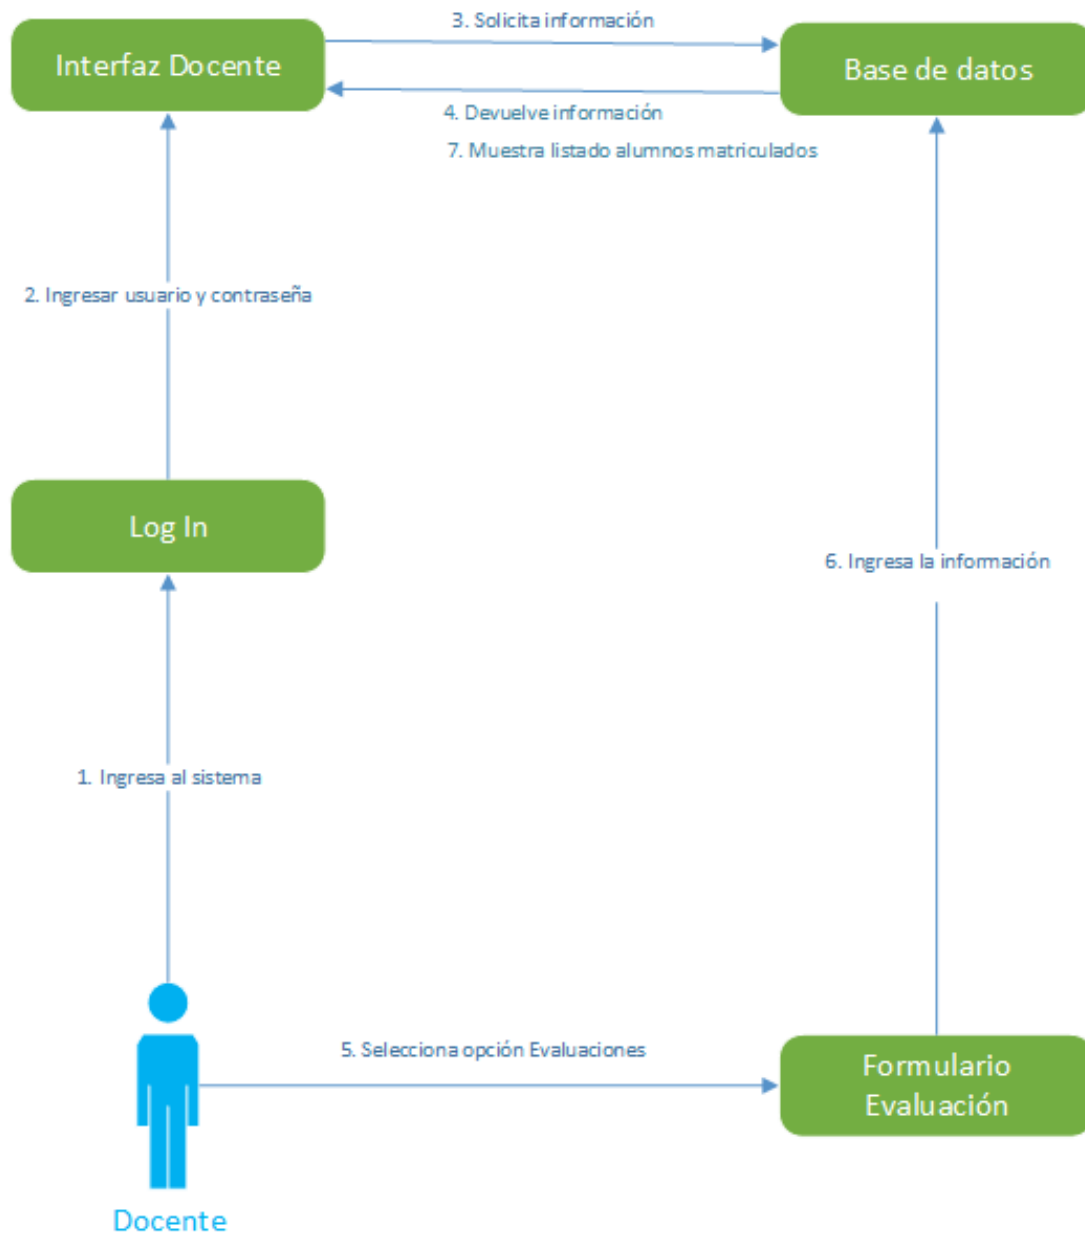 3. Solicita información
Interfaz Docente
Base de datos
4. Devuelve información
7. Muestra listado alumnos matriculados
2. Ingresar usuario y contraseña
Log In
6. Ingresa la información
1. Ingresa al sistema
5. Selecciona opción Evaluaciones
Formulario
Evaluación
Docente